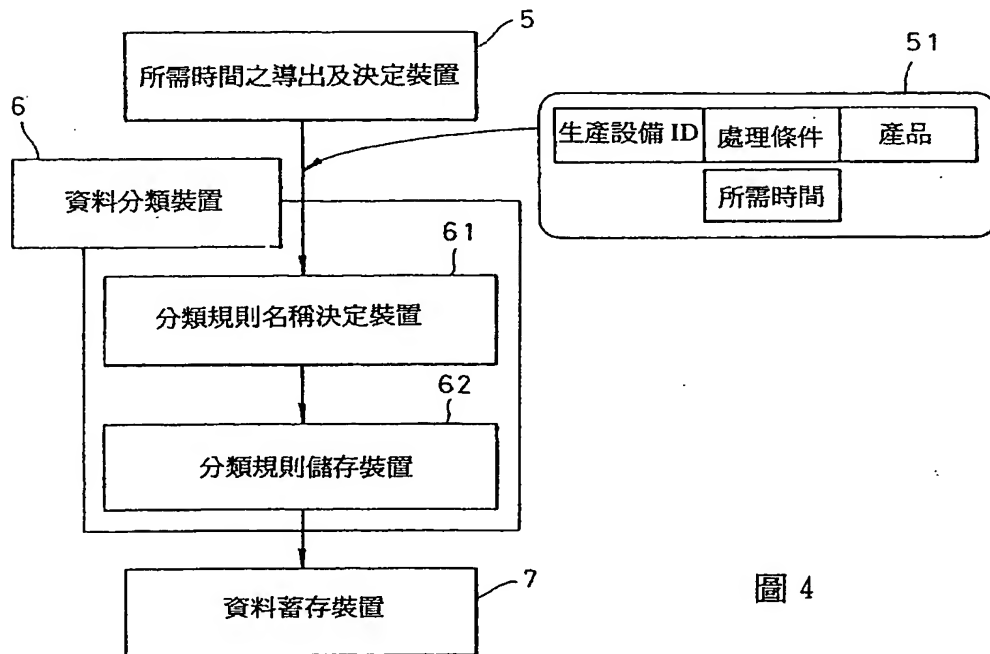 5
所需時間之導出及決定裝置
51
生產設備 ID
處理條件
產品
所需時間
6
資料分類裝置
61
分類規則名稱決定裝置
62
分類規則儲存裝置
7
資料蓄存裝置
圖 4